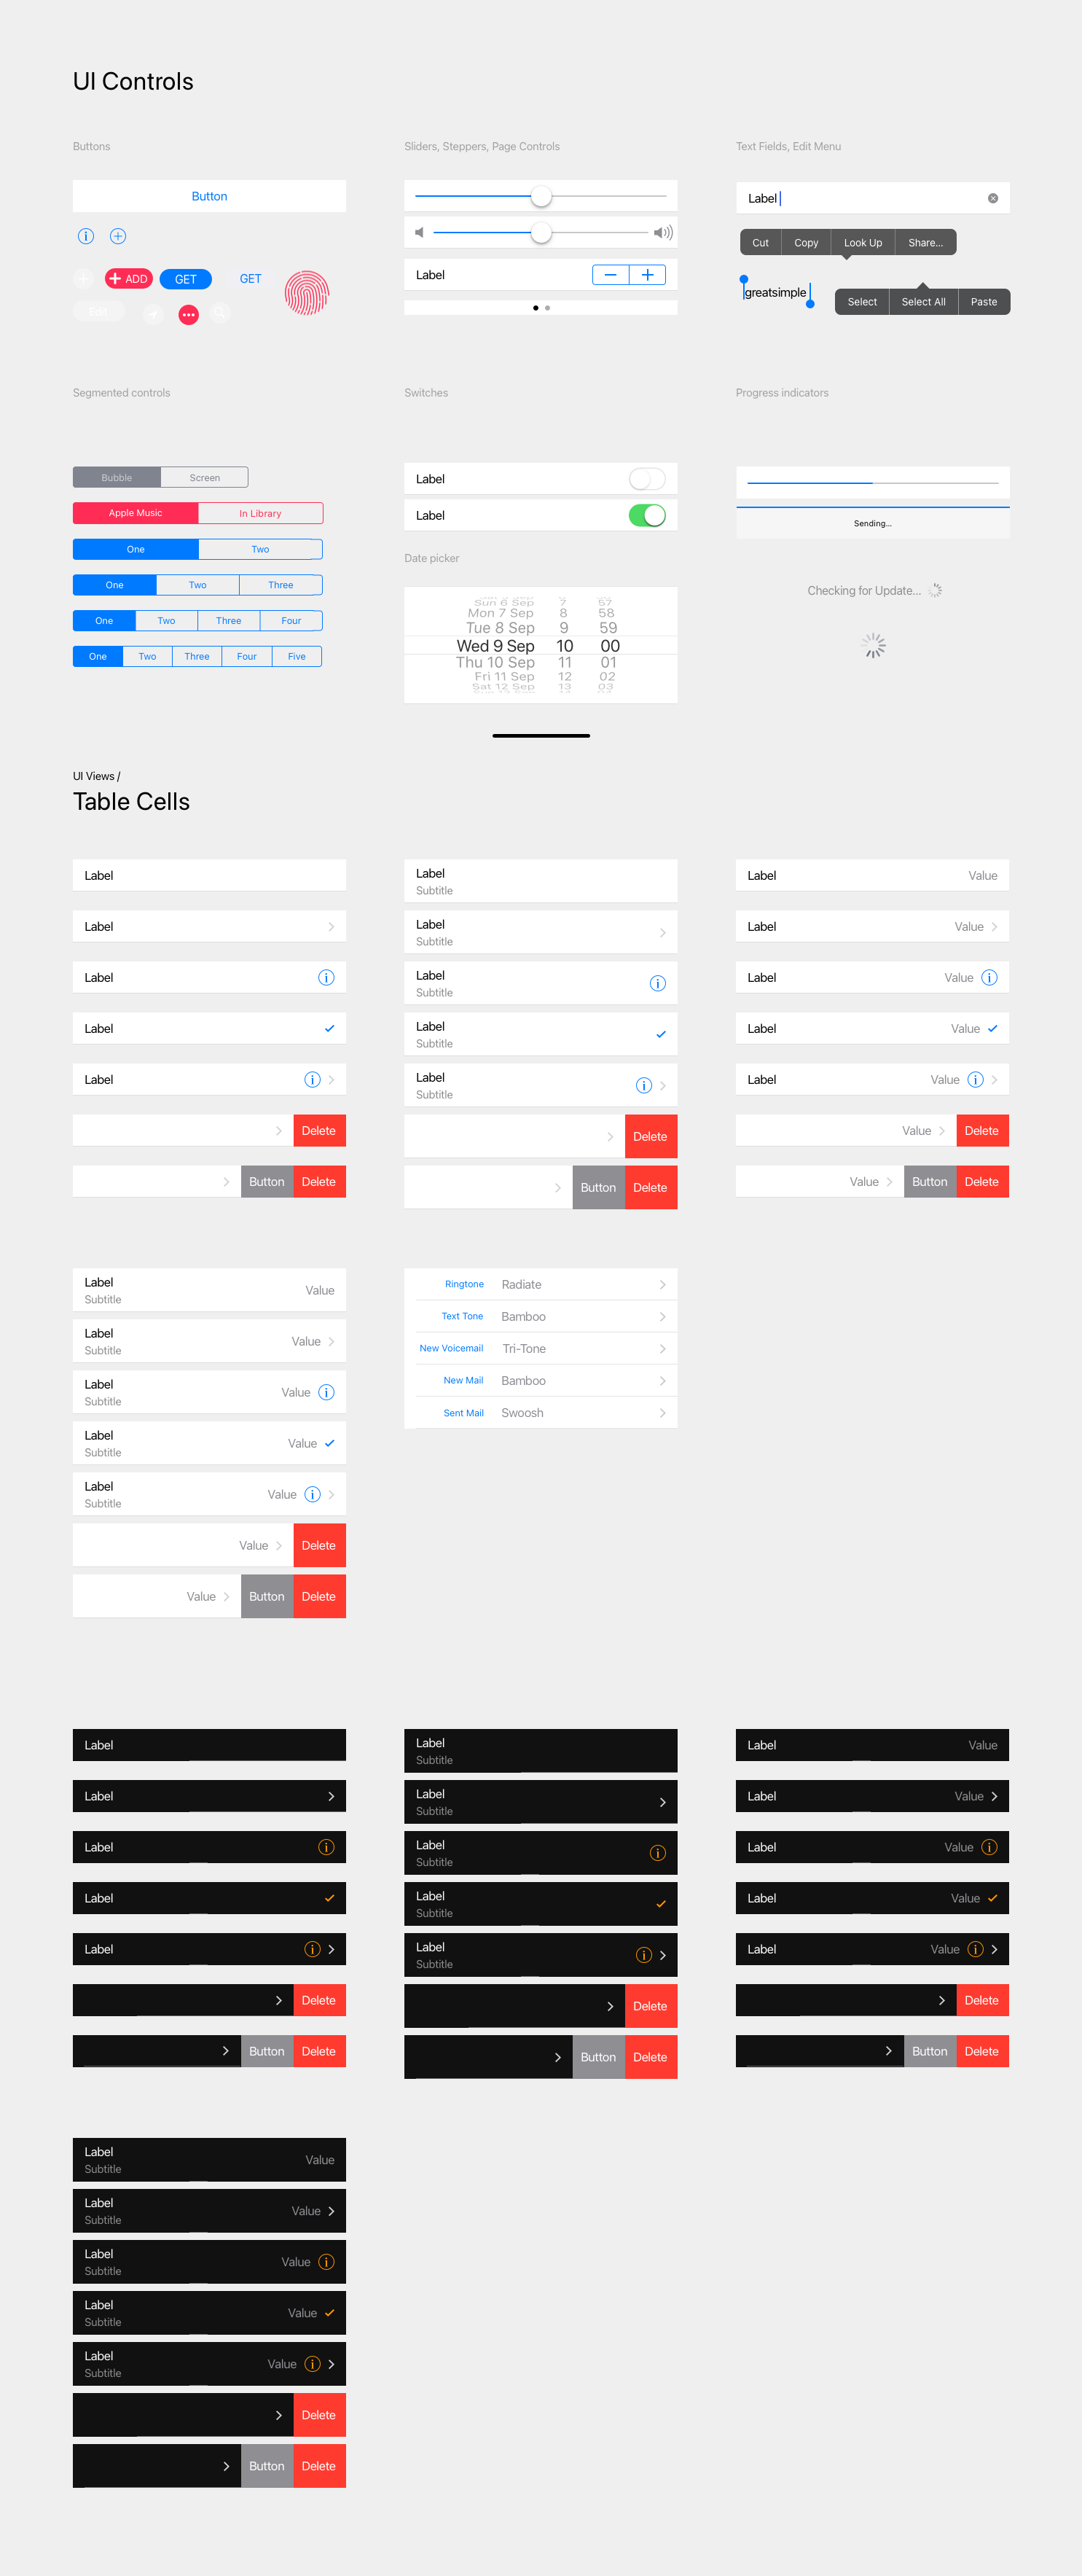 UI Controls
Buttons
Sliders, Steppers, Page Controls
Text Fields, Edit Menu
Button
Label
Cut Copy Look Up Share...
ADD GET GET
Label
greatsimple
Select Select All Paste
Edit
Segmented controls
Switches
Progress indicators
Bubble Screen
Apple Music In Library
One Two
One Two Three
One Two Three Four
One Two Three Four Five
Label
Label
Date picker
Sun 6 Sep 7 57
Mon 7 Sep 8 58
Tue 8 Sep 9 59
Wed 9 Sep 10 00
Thu 10 Sep 11 01
Fri 11 Sep 12 02
Sat 12 Sep 13 03
Sending...
Checking for Update...
UI Views /
Table Cells
Label
Label
Label
Label
Label
Delete
Button Delete
Label
Subtitle
Label
Subtitle
Label
Subtitle
Label
Subtitle
Label
Subtitle
Delete
Button Delete
Label Value
Label Value
Label Value
Label Value
Label Value
Value Delete
Value Button Delete
Label
Subtitle
Value
Label
Subtitle
Value
Label
Subtitle
Value
Label
Subtitle
Value
Label
Subtitle
Value
Value Delete
Value Button Delete
Ringtone Radiate
Text Tone Bamboo
New Voicemail Tri-Tone
New Mail Bamboo
Sent Mail Swoosh
Label
Label
Label
Label
Label
Delete
Button Delete
Label
Subtitle
Label
Subtitle
Label
Subtitle
Label
Subtitle
Label
Subtitle
Delete
Button Delete
Label Value
Label Value
Label Value
Label Value
Label Value
Delete
Button Delete
Label
Subtitle
Value
Label
Subtitle
Value
Label
Subtitle
Value
Label
Subtitle
Value
Label
Subtitle
Value
Delete
Button Delete